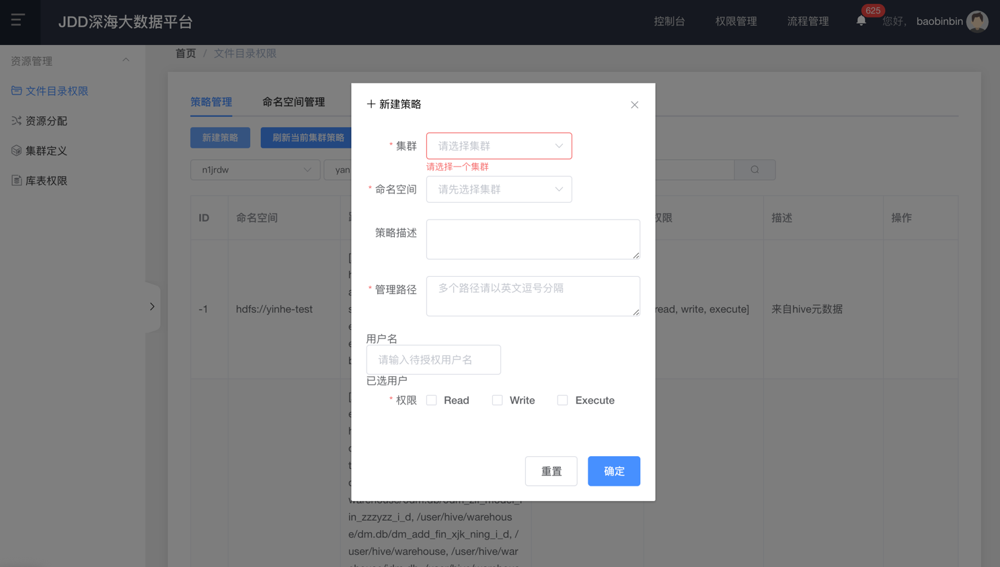 JDD深海大数据平台
控制台
权限管理
流程管理
625
您好，
baobinbin
资源管理
文件目录权限
资源分配
集群定义
库表权限
首页 / 文件目录权限
策略管理
命名空间管理
新建策略
刷新当前集群策略
n1jrdw
yan
ID
命名空间
权限
描述
操作
-1
hdfs://yinhe-test
read, write, execute]
来自hive元数据
新建策略
* 集群
请选择集群
请选择一个集群
* 命名空间
请先选择集群
策略描述
* 管理路径
多个路径请以英文逗号分隔
用户名
请输入待授权用户名
已选用户
* 权限
Read
Write
Execute
重置
确定
in_zzzyzz_i_d, /user/hive/warehous
e/dm.db/dm_add_fin_xjk_ning_i_d, /
user/hive/warehouse, /user/hive/war